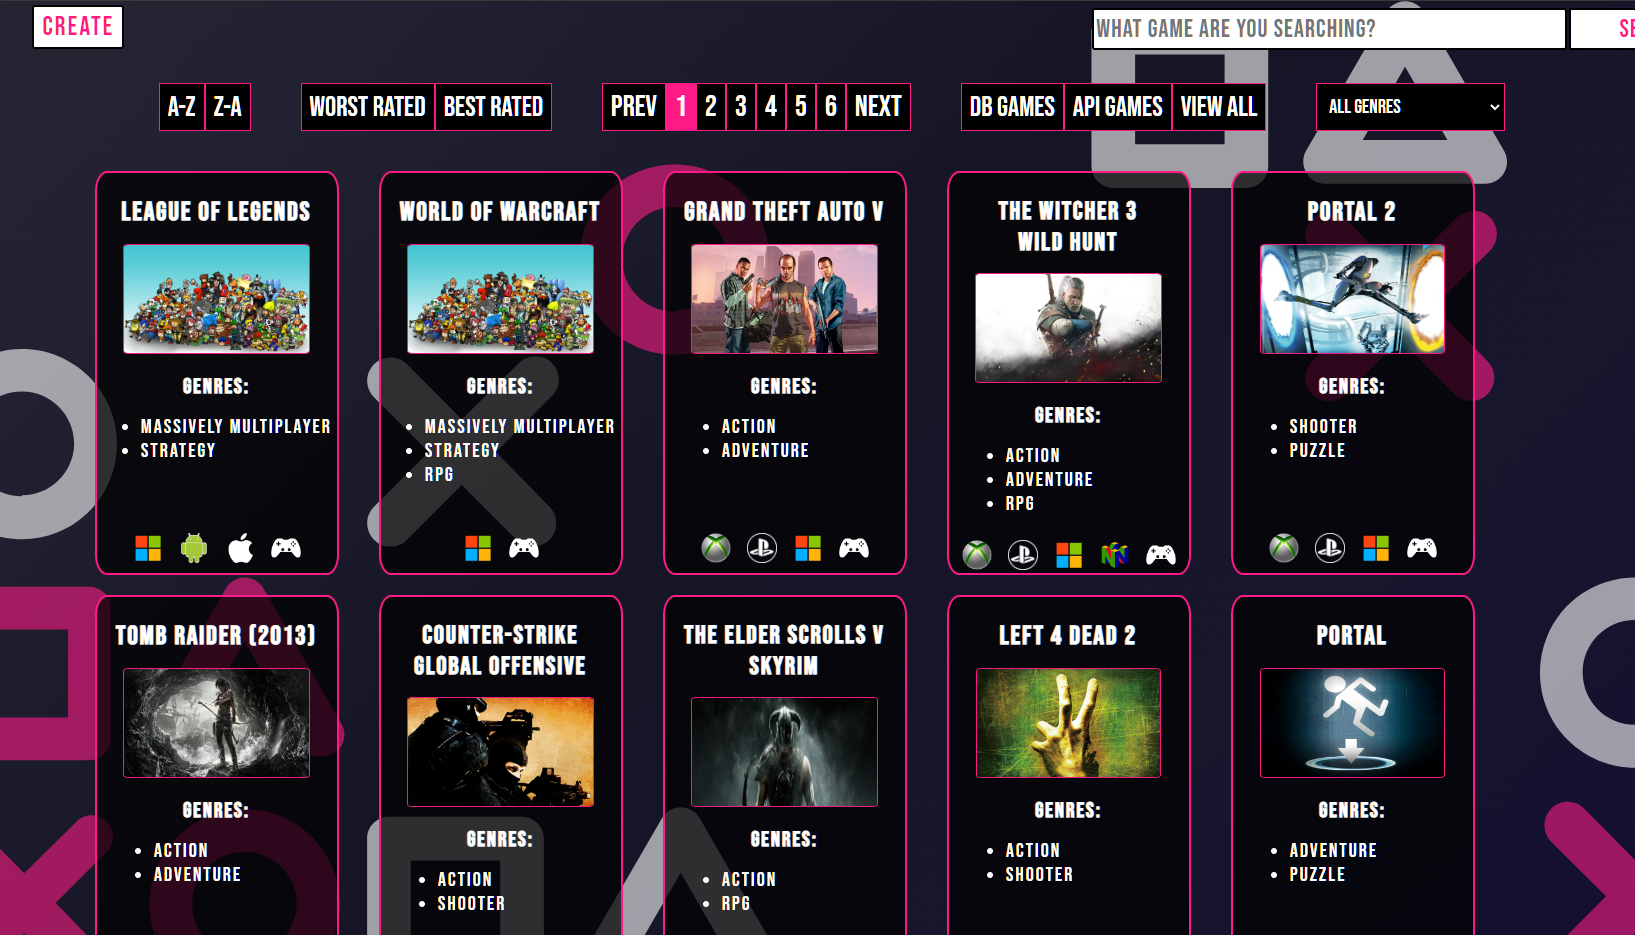 CREATE
WHAT GAME ARE YOU SEARCHING?
SE
A-Z Z-A WORST RATED BEST RATED PREV 1 2 3 4 5 6 NEXT DB GAMES API GAMES VIEW ALL ALL GENRES
LEAGUE OF LEGENDS
GENRES:
MASSIVELY MULTIPLAYER
STRATEGY
WORLD OF WARCRAFT
GENRES:
MASSIVELY MULTIPLAYER
STRATEGY
RPG
GRAND THEFT AUTO V
GENRES:
ACTION
ADVENTURE
THE WITCHER 3
WILD HUNT
GENRES:
ACTION
ADVENTURE
RPG
PORTAL 2
GENRES:
SHOOTER
PUZZLE
TOMB RAIDER (2013)
GENRES:
ACTION
ADVENTURE
COUNTER-STRIKE
GLOBAL OFFENSIVE
GENRES:
ACTION
SHOOTER
THE ELDER SCROLLS V
SKYRIM
GENRES:
ACTION
RPG
LEFT 4 DEAD 2
GENRES:
ACTION
SHOOTER
PORTAL
GENRES:
ADVENTURE
PUZZLE